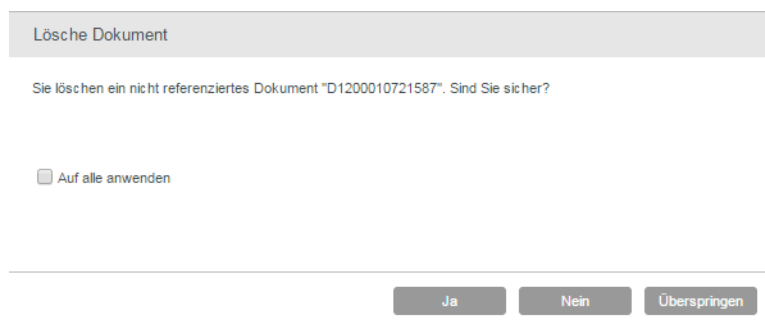 Lösche Dokument
Sie löschen ein nicht referenziertes Dokument "D1200010721587". Sind Sie sicher?
Auf alle anwenden
Ja Nein Überspringen